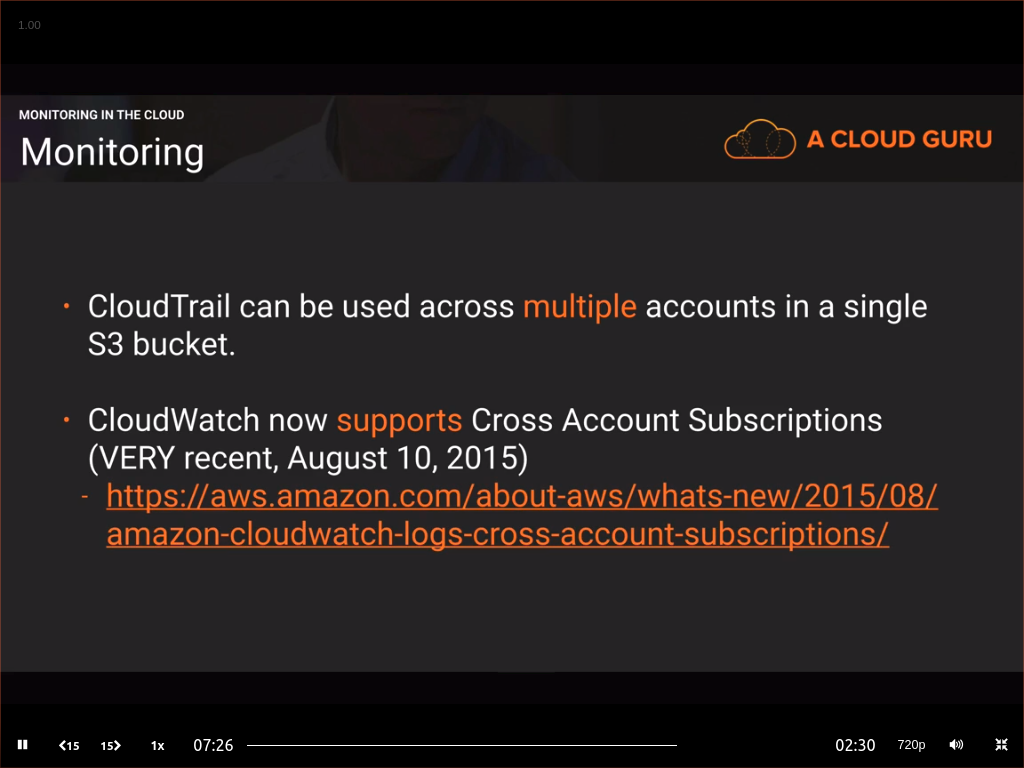 1.00
MONITORING IN THE CLOUD
Monitoring
A CLOUD GURU
• CloudTrail can be used across multiple accounts in a single
S3 bucket.
• CloudWatch now supports Cross Account Subscriptions
(VERY recent, August 10, 2015)
- https://aws.amazon.com/about-aws/whats-new/2015/08/
amazon-cloudwatch-logs-cross-account-subscriptions/
15 15 1x 07:26 02:30 720p